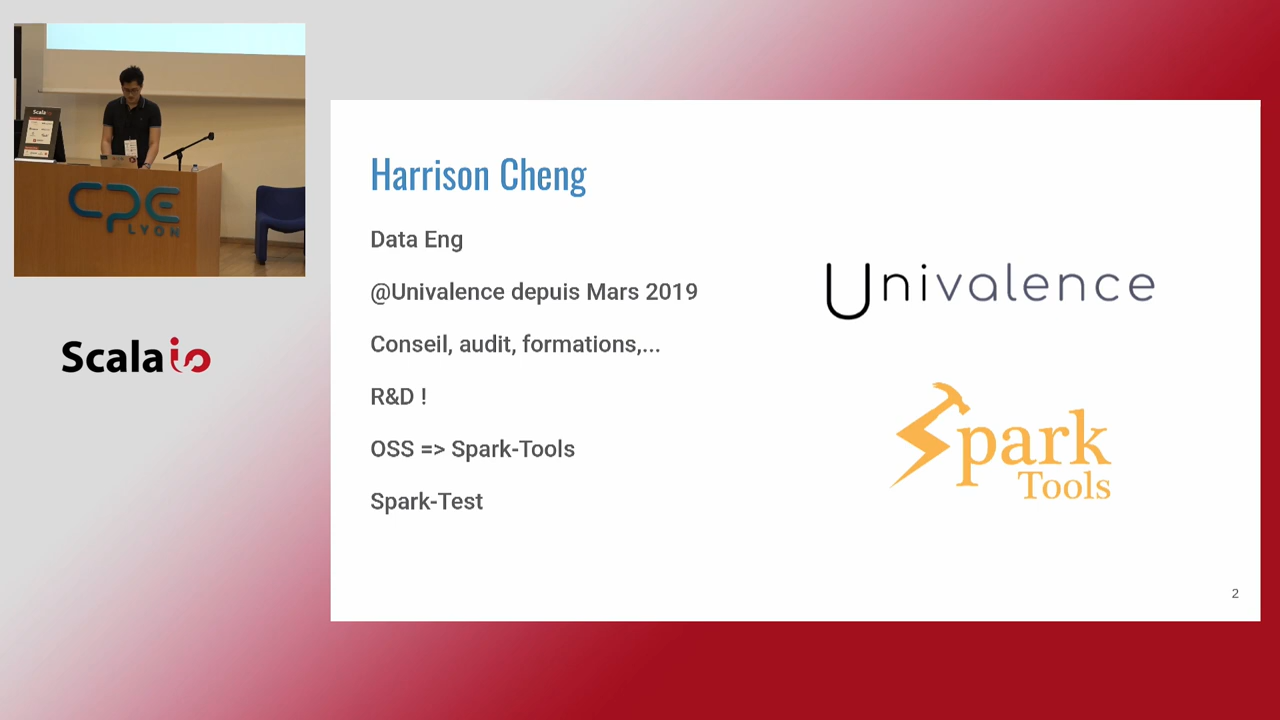 Scala
CPE
LYON
Scala io
Harrison Cheng
Data Eng
@Univalence depuis Mars 2019
Conseil, audit, formations,...
R&D !
OSS => Spark-Tools
Spark-Test
Univalence
Spark
Tools
2